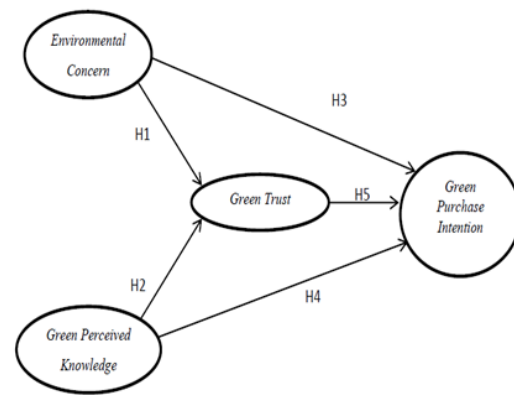 Environmental
Concern
H3
H1
Green Trust
H5
Green
Purchase
Intention
H2
H4
Green Perceived
Knowledge